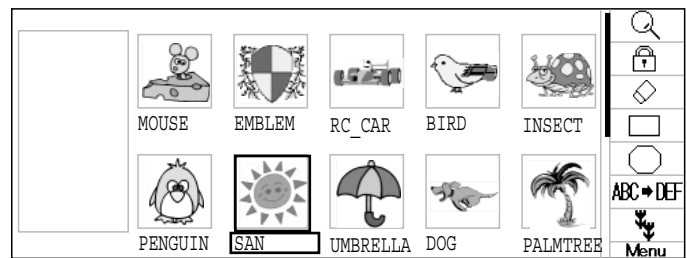 MOUSE EMBLEM RC_CAR BIRD INSECT
PENGUIN SAN UMBRELLA DOG PALMTREE
ABC➡DEF
Menu